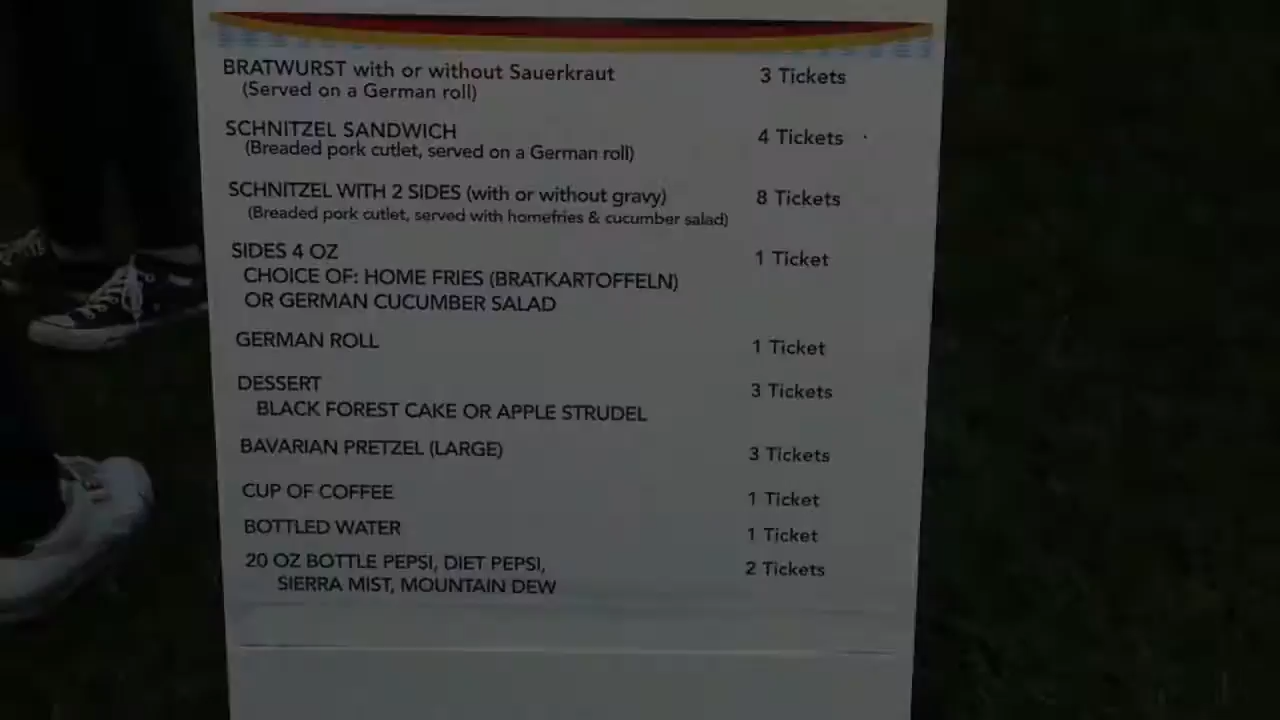 BRATWURST with or without Sauerkraut 3 Tickets
(Served on a German roll)
SCHNITZEL SANDWICH 4 Tickets
(Breaded pork cutlet, served on a German roll)
SCHNITZEL WITH 2 SIDES (with or without gravy) 8 Tickets
(Breaded pork cutlet, served with homefries & cucumber salad)
SIDES 4 OZ 1 Ticket
CHOICE OF: HOME FRIES (BRATKARTOFFELN)
OR GERMAN CUCUMBER SALAD
GERMAN ROLL 1 Ticket
DESSERT 3 Tickets
BLACK FOREST CAKE OR APPLE STRUDEL
BAVARIAN PRETZEL (LARGE) 3 Tickets
CUP OF COFFEE 1 Ticket
BOTTLED WATER 1 Ticket
20 OZ BOTTLE PEPSI, DIET PEPSI, 2 Tickets
SIERRA MIST, MOUNTAIN DEW